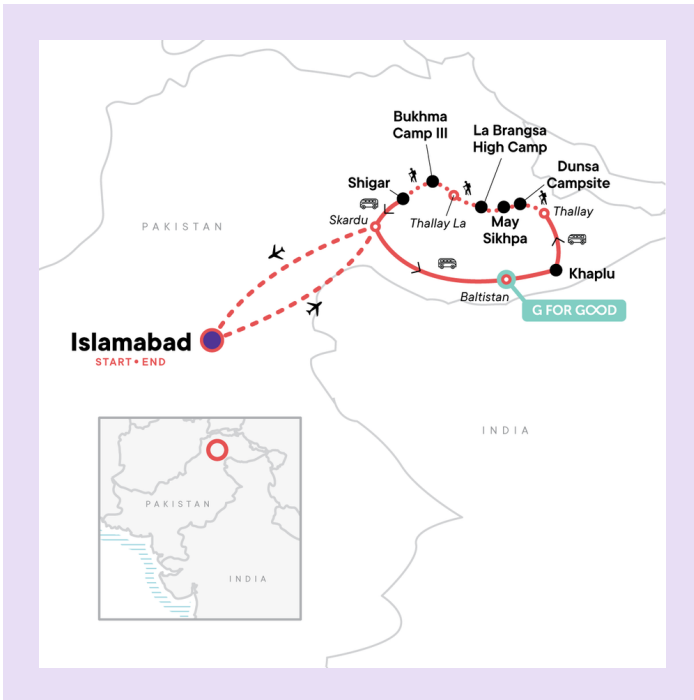 Bukhma
Camp III
La Brangsa
High Camp
Dunsa
Campsite
Shigar
Skardu
Thallay La
May
Sikhpa
Thallay
PAKISTAN
Khaplu
Baltistan
G FOR GOOD
Islamabad
START • END
INDIA
PAKISTAN
INDIA